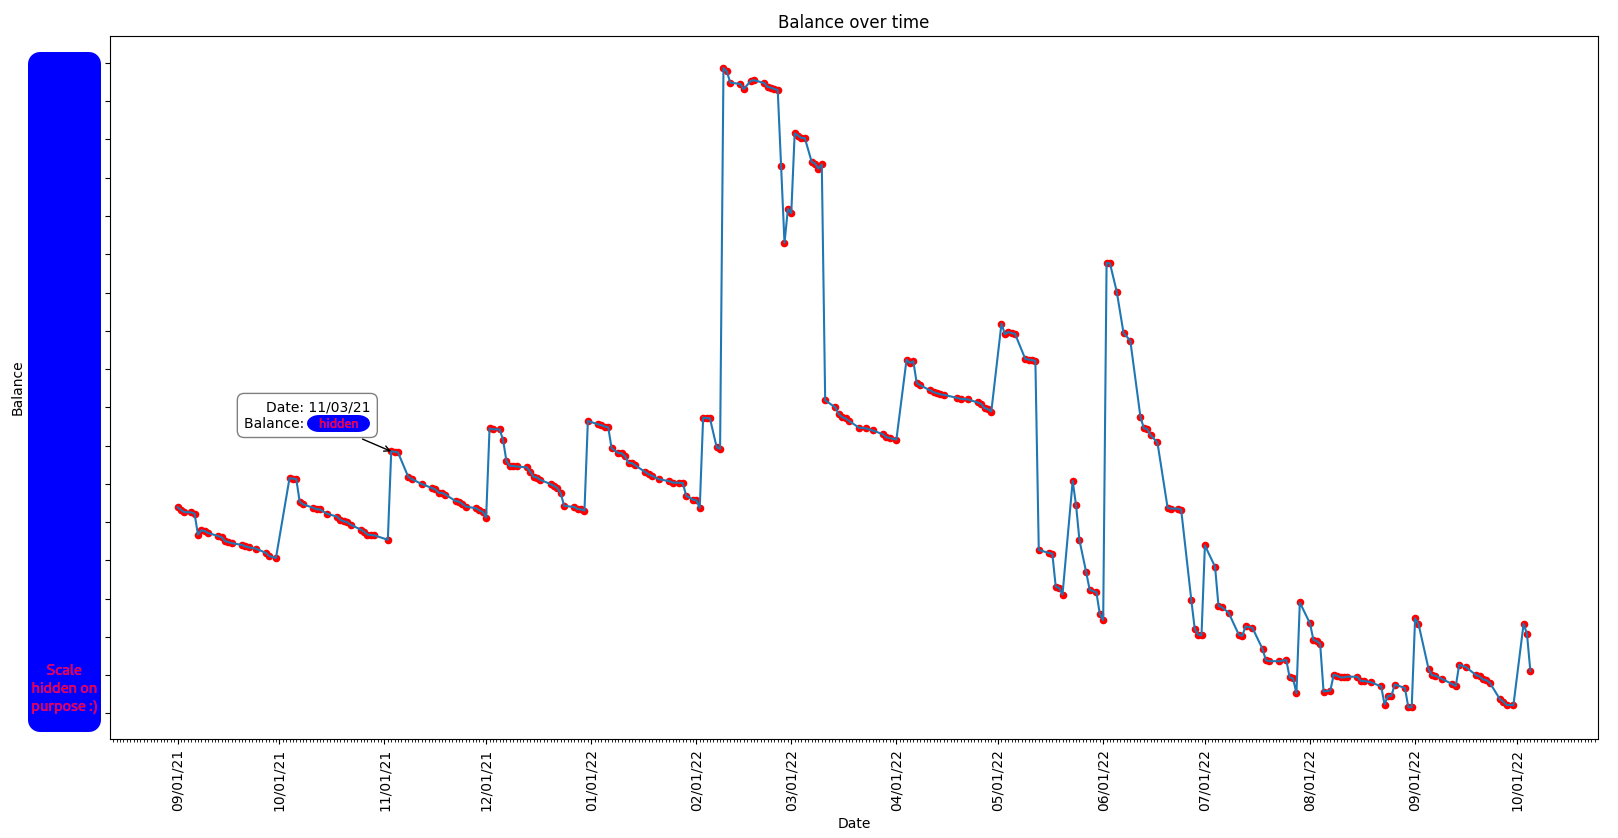 Balance over time
Balance
Date: 11/03/21
Balance: hidden
Scale
hidden on
purpose :)
09/01/21
10/01/21
11/01/21
12/01/21
01/01/22
02/01/22
03/01/22
04/01/22
05/01/22
06/01/22
07/01/22
08/01/22
09/01/22
10/01/22
Date